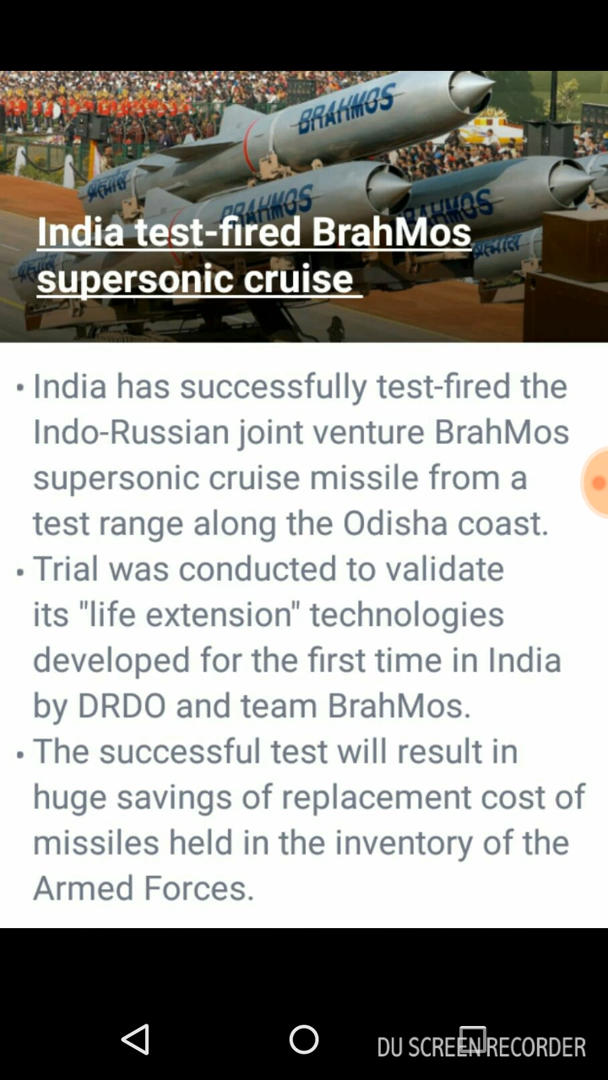 BRAHMOS
BRAHMOS
India test-fired BrahMos
supersonic cruise
• India has successfully test-fired the
Indo-Russian joint venture BrahMos
supersonic cruise missile from a
test range along the Odisha coast.
• Trial was conducted to validate
its "life extension" technologies
developed for the first time in India
by DRDO and team BrahMos.
• The successful test will result in
huge savings of replacement cost of
missiles held in the inventory of the
Armed Forces.
DU SCREEN RECORDER